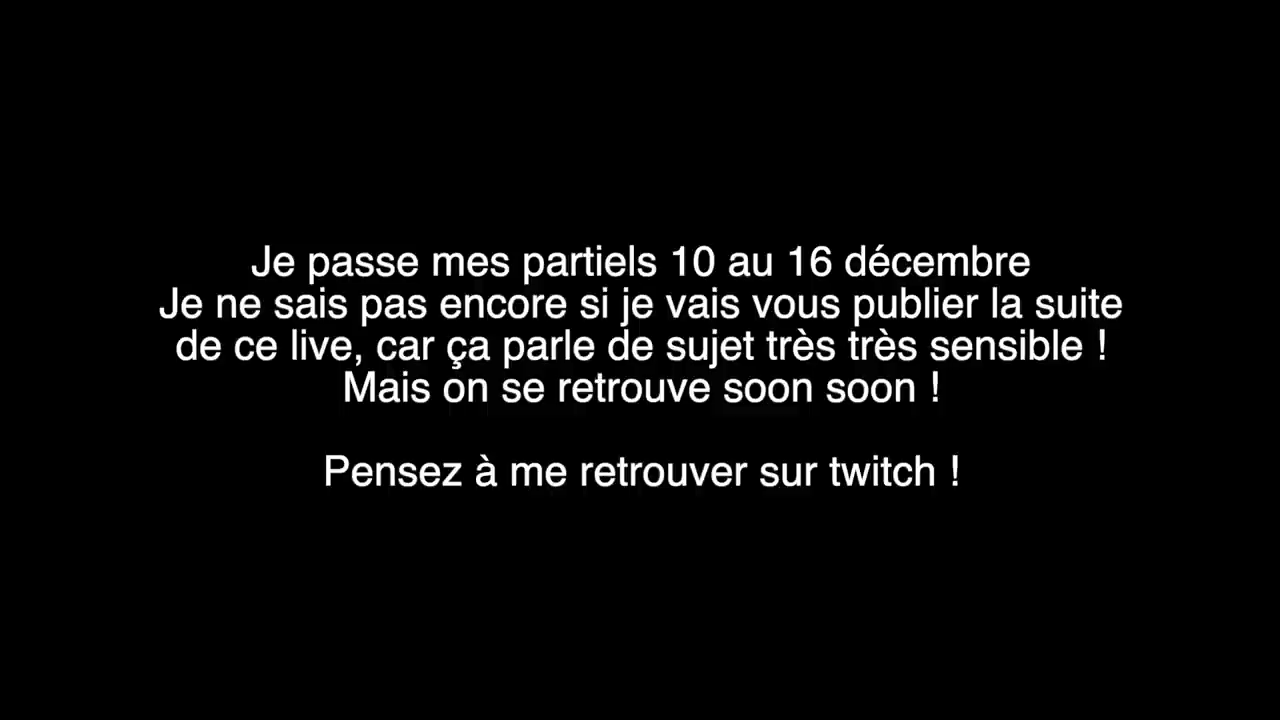 Je passe mes partiels 10 au 16 décembre
Je ne sais pas encore si je vais vous publier la suite
de ce live, car ça parle de sujet très très sensible !
Mais on se retrouve soon soon !
Pensez à me retrouver sur twitch !